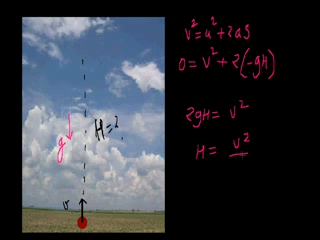 v² = u² + 2as
0 = v² + 2(-gH)
2gH = v²
H = v²
H = ?
g
v